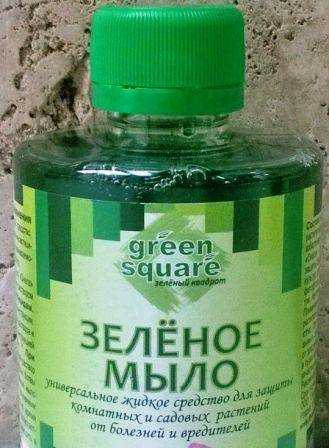 green
square
зелёный квадрат
ЗЕЛЁНОЕ
МЫЛО
универсальное жидкое средство для защиты
комнатных и садовых растений
от болезней и вредителей